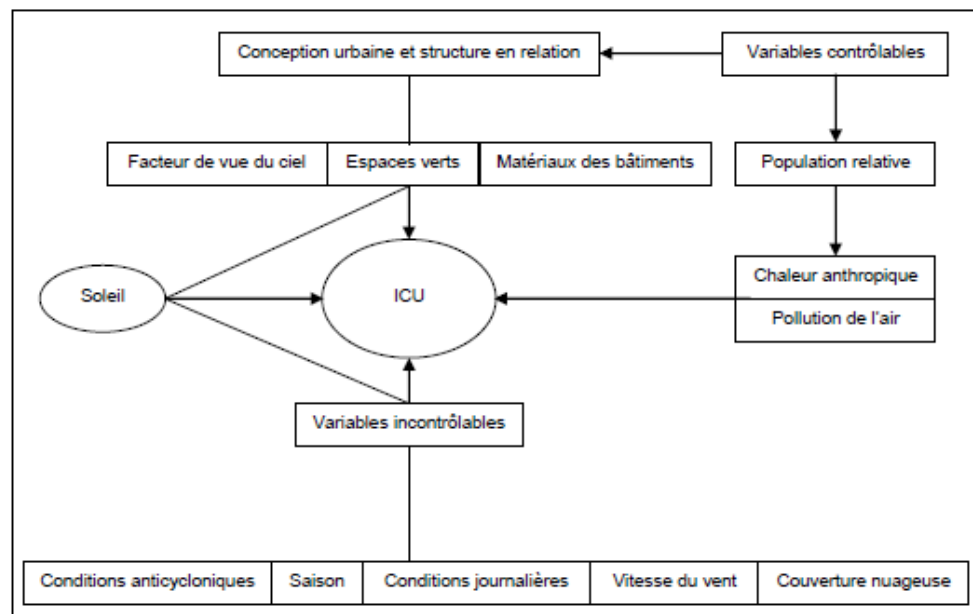 Conception urbaine et structure en relation
Variables contrôlables
Facteur de vue du ciel
Espaces verts
Matériaux des bâtiments
Population relative
Soleil
ICU
Chaleur anthropique
Pollution de l'air
Variables incontrôlables
Conditions anticycloniques
Saison
Conditions journalières
Vitesse du vent
Couverture nuageuse